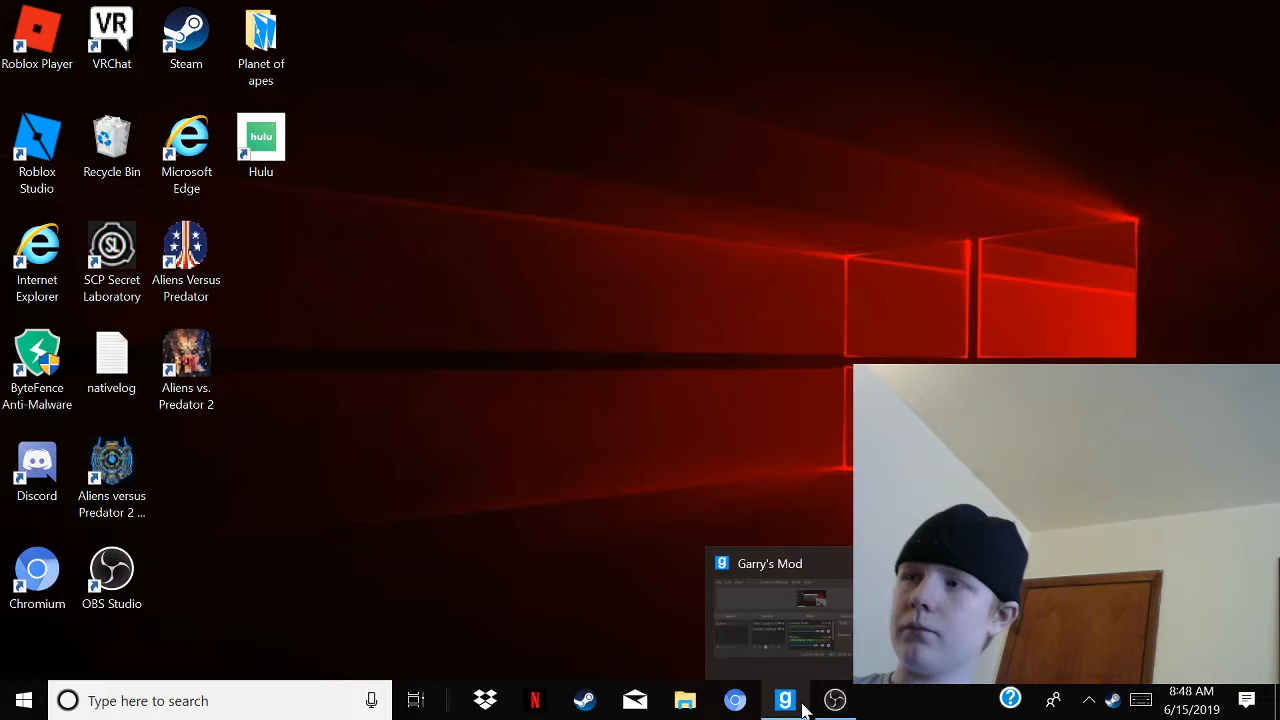 Roblox Player
VRChat
Steam
Planet of
apes
Roblox
Studio
Recycle Bin
Microsoft
Edge
hulu
Hulu
Internet
Explorer
SCP Secret
Laboratory
Aliens Versus
Predator
ByteFence
Anti-Malware
nativelog
Aliens vs.
Predator 2
Discord
Aliens versus
Predator 2 ...
Chromium
OBS Studio
Garry's Mod
Type here to search
8:48 AM
6/15/2019